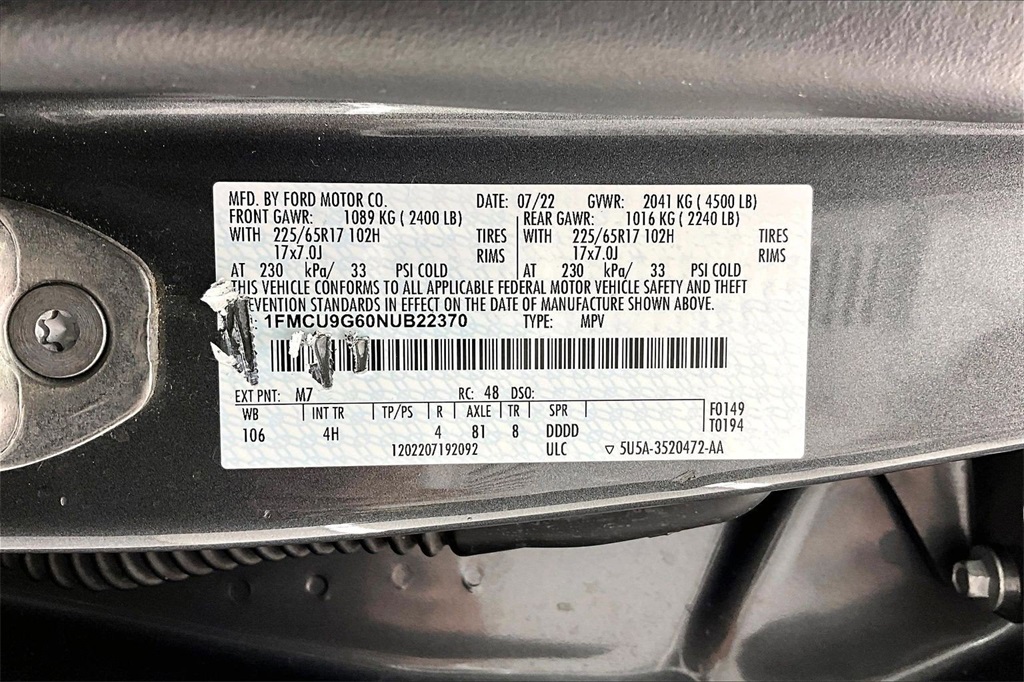 MFD. BY FORD MOTOR CO. DATE: 07/22 GVWR: 2041 KG ( 4500 LB)
FRONT GAWR: 1089 KG ( 2400 LB) REAR GAWR: 1016 KG ( 2240 LB)
WITH 225/65R17 102H TIRES WITH 225/65R17 102H TIRES
17x7.0J RIMS 17x7.0J RIMS
AT 230 kPa/ 33 PSI COLD AT 230 kPa/ 33 PSI COLD
THIS VEHICLE CONFORMS TO ALL APPLICABLE FEDERAL MOTOR VEHICLE SAFETY AND THEFT
PREVENTION STANDARDS IN EFFECT ON THE DATE OF MANUFACTURE SHOWN ABOVE.
1FMCU9G60NUB22370 TYPE: MPV
EXT PNT: M7 RC: 48 DSO:
WB INT TR TP/PS R AXLE TR SPR F0149
106 4H 4 81 8 DDDD T0194
1202207192092 ULC 5U5A-3520472-AA